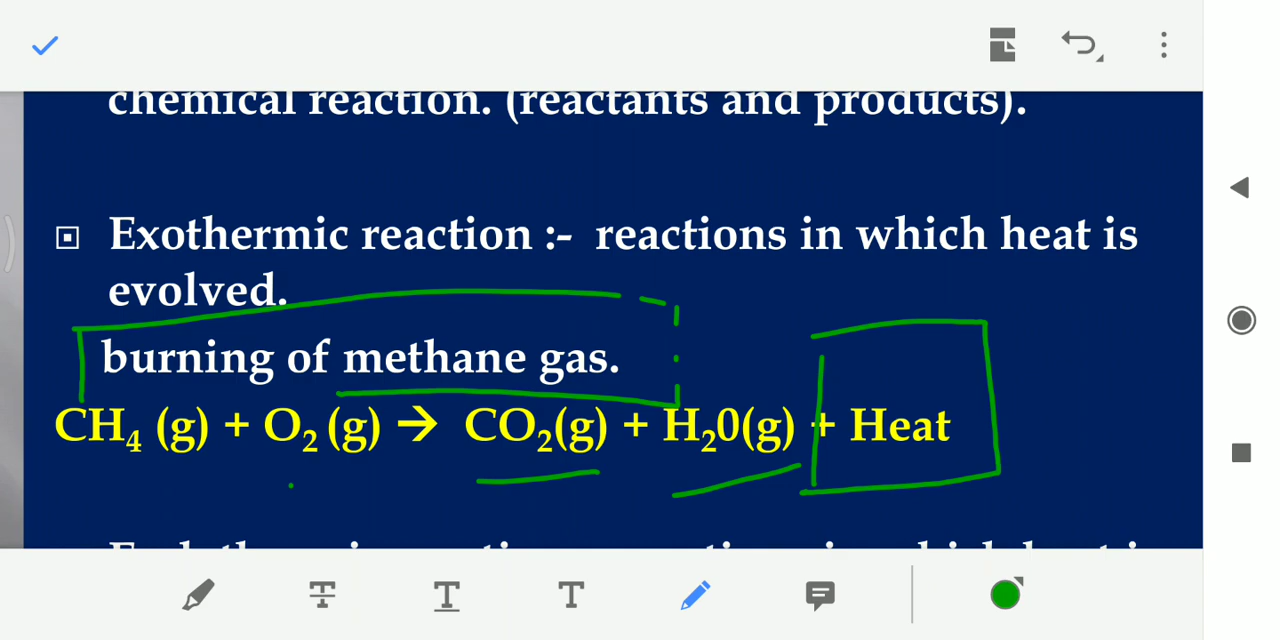 chemical reaction. (reactants and products).
Exothermic reaction :- reactions in which heat is
evolved.
burning of methane gas.
CH₄ (g) + O₂ (g) → CO₂(g) + H₂0(g) + Heat